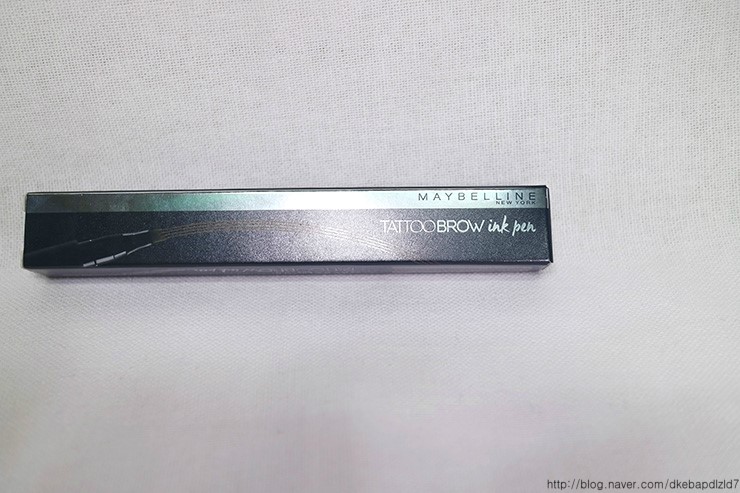 MAYBELLINE
NEW YORK
TATTOOBROW ink pen
http://blog.naver.com/dkebapdlzld7